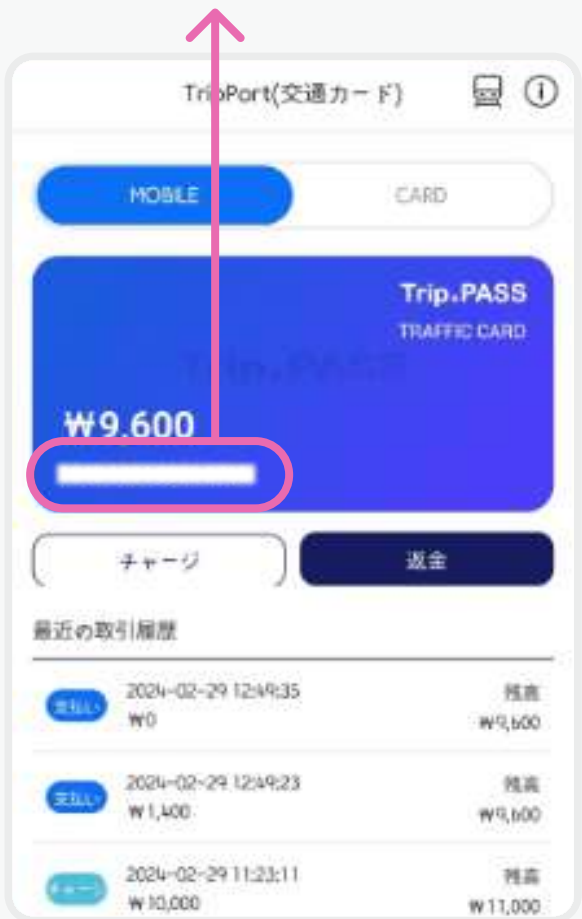 TripPort(交通カード)
MOBILE
CARD
Trip.PASS
TRAFFIC CARD
Trip.PASS
₩9,600
チャージ
返金
最近の取引履歴
支払い
2024-02-29 12:49:35
残高
₩0
₩9,600
支払い
2024-02-29 12:49:23
残高
₩1,400
₩9,600
チャージ
2024-02-29 11:23:11
残高
₩10,000
₩11,000